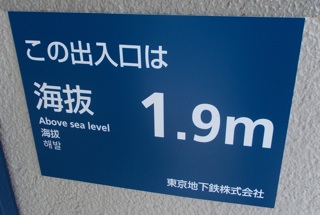 この出入口は
海抜
1.9m
Above sea level
海拔
해발
東京地下鉄株式会社